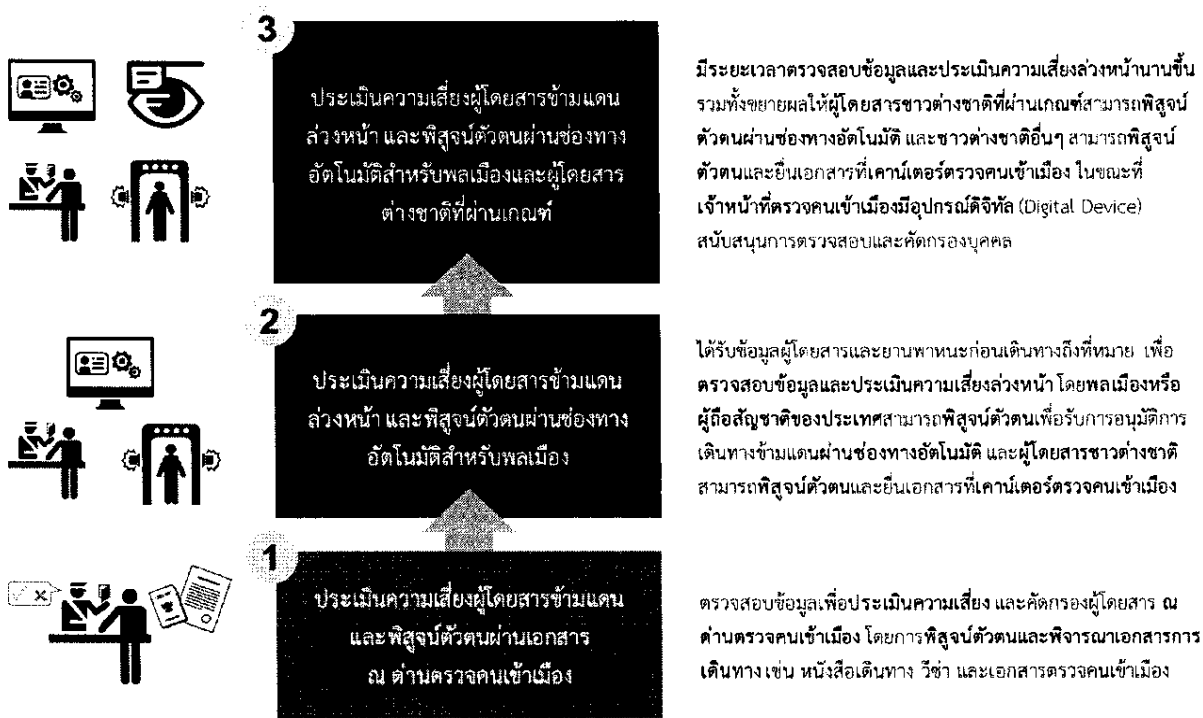 3
ประเมินความเสี่ยงผู้โดยสารข้ามแดน
ล่วงหน้า และพิสูจน์ตัวตนผ่านช่องทาง
อัตโนมัติสำหรับพลเมืองและผู้โดยสาร
ต่างชาติที่ผ่านเกณฑ์
มีระยะเวลาตรวจสอบข้อมูลและประเมินความเสี่ยงล่วงหน้านานขึ้น
รวมทั้งขยายผลให้ผู้โดยสารชาวต่างชาติที่ผ่านเกณฑ์สามารถพิสูจน์
ตัวตนผ่านช่องทางอัตโนมัติ และชาวต่างชาติอื่นๆ สามารถพิสูจน์
ตัวตนและยื่นเอกสารที่เคาน์เตอร์ตรวจคนเข้าเมือง ในขณะที่
เจ้าหน้าที่ตรวจคนเข้าเมืองมีอุปกรณ์ดิจิทัล (Digital Device)
สนับสนุนการตรวจสอบและคัดกรองบุคคล
2
ประเมินความเสี่ยงผู้โดยสารข้ามแดน
ล่วงหน้า และพิสูจน์ตัวตนผ่านช่องทาง
อัตโนมัติสำหรับพลเมือง
ได้รับข้อมูลผู้โดยสารและยานพาหนะก่อนเดินทางถึงที่หมาย เพื่อ
ตรวจสอบข้อมูลและประเมินความเสี่ยงล่วงหน้า โดยพลเมืองหรือ
ผู้ถือสัญชาติของประเทศสามารถพิสูจน์ตัวตนเพื่อรับการอนุมัติการ
เดินทางข้ามแดนผ่านช่องทางอัตโนมัติ และผู้โดยสารชาวต่างชาติ
สามารถพิสูจน์ตัวตนและยื่นเอกสารที่เคาน์เตอร์ตรวจคนเข้าเมือง
1
ประเมินความเสี่ยงผู้โดยสารข้ามแดน
และพิสูจน์ตัวตนผ่านเอกสาร
ณ ด่านตรวจคนเข้าเมือง
ตรวจสอบข้อมูลเพื่อประเมินความเสี่ยง และคัดกรองผู้โดยสาร ณ
ด่านตรวจคนเข้าเมือง โดยการพิสูจน์ตัวตนและพิจารณาเอกสารการ
เดินทาง เช่น หนังสือเดินทาง วีซ่า และเอกสารตรวจคนเข้าเมือง